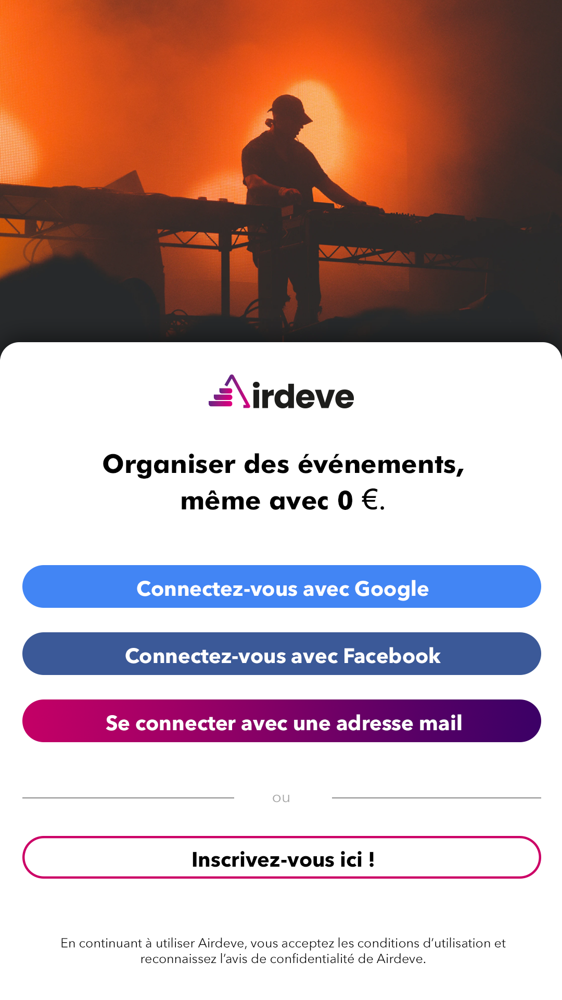 Airdeve
Organiser des événements,
même avec 0 €.
Connectez-vous avec Google
Connectez-vous avec Facebook
Se connecter avec une adresse mail
ou
Inscrivez-vous ici !
En continuant à utiliser Airdeve, vous acceptez les conditions d’utilisation et
reconnaissez l’avis de confidentialité de Airdeve.